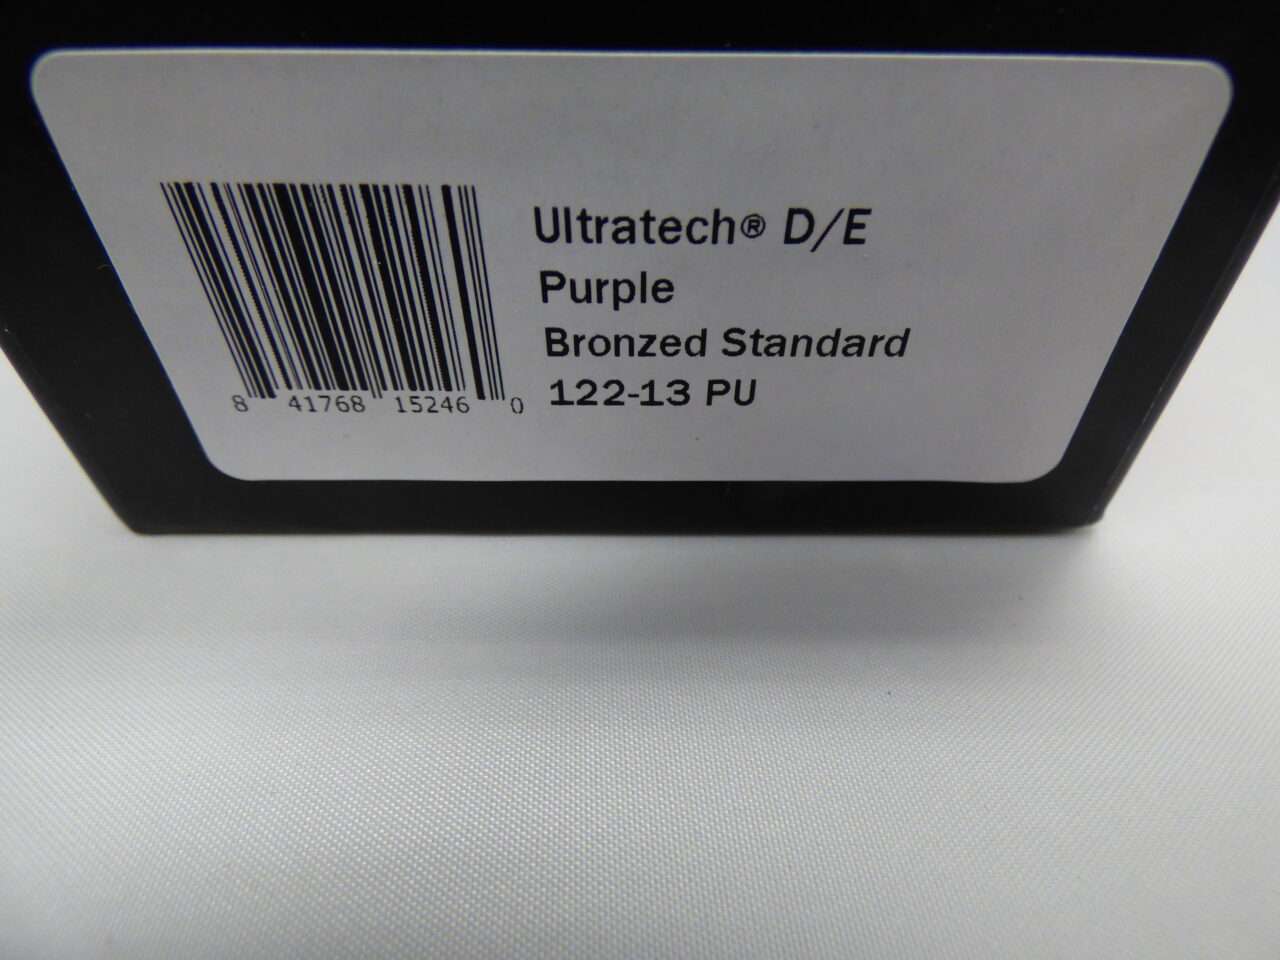 Ultratech® D/E
Purple
Bronzed Standard
122-13 PU
8 41768 15246 0